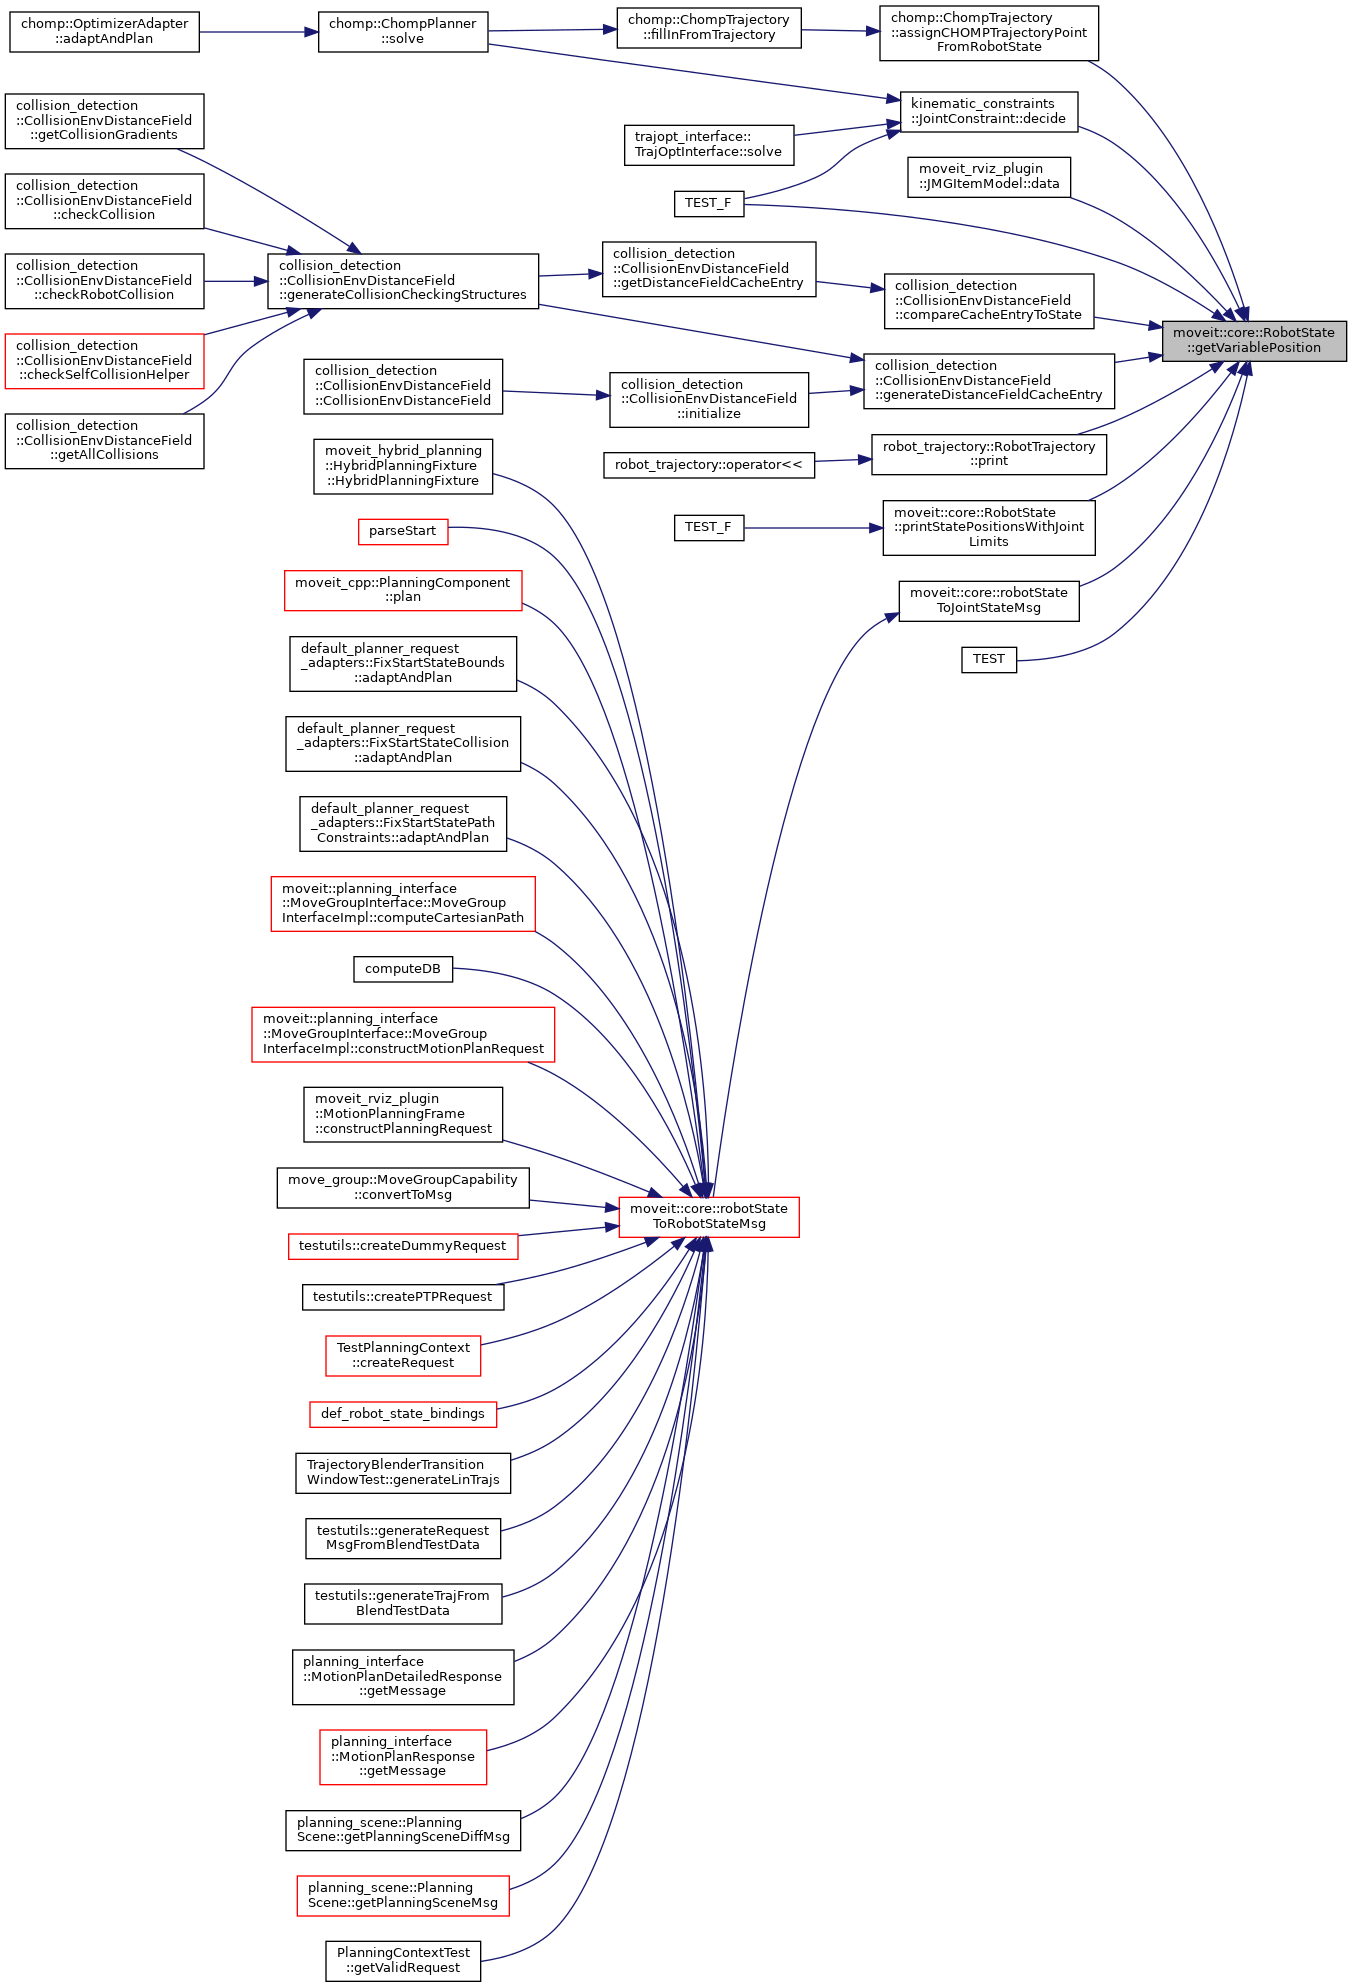 chomp::OptimizerAdapter
::adaptAndPlan
chomp::ChompPlanner
::solve
chomp::ChompTrajectory
::fillInFromTrajectory
chomp::ChompTrajectory
::assignCHOMPTrajectoryPoint
FromRobotState
collision_detection
::CollisionEnvDistanceField
::getCollisionGradients
kinematic_constraints
::JointConstraint::decide
trajopt_interface::
TrajOptInterface::solve
moveit_rviz_plugin
::JMGItemModel::data
TEST_F
collision_detection
::CollisionEnvDistanceField
::checkCollision
collision_detection
::CollisionEnvDistanceField
::checkRobotCollision
collision_detection
::CollisionEnvDistanceField
::generateCollisionCheckingStructures
collision_detection
::CollisionEnvDistanceField
::getDistanceFieldCacheEntry
collision_detection
::CollisionEnvDistanceField
::compareCacheEntryToState
moveit::core::RobotState
::getVariablePosition
collision_detection
::CollisionEnvDistanceField
::checkSelfCollisionHelper
collision_detection
::CollisionEnvDistanceField
::CollisionEnvDistanceField
collision_detection
::CollisionEnvDistanceField
::initialize
collision_detection
::CollisionEnvDistanceField
::generateDistanceFieldCacheEntry
collision_detection
::CollisionEnvDistanceField
::getAllCollisions
moveit_hybrid_planning
::HybridPlanningFixture
::HybridPlanningFixture
robot_trajectory::operator<<
robot_trajectory::RobotTrajectory
::print
parseStart
TEST_F
moveit::core::RobotState
::printStatePositionsWithJoint
Limits
moveit_cpp::PlanningComponent
::plan
moveit::core::robotState
ToJointStateMsg
default_planner_request
_adapters::FixStartStateBounds
::adaptAndPlan
TEST
default_planner_request
_adapters::FixStartStateCollision
::adaptAndPlan
default_planner_request
_adapters::FixStartStatePath
Constraints::adaptAndPlan
moveit::planning_interface
::MoveGroupInterface::MoveGroup
InterfaceImpl::computeCartesianPath
computeDB
moveit::planning_interface
::MoveGroupInterface::MoveGroup
InterfaceImpl::constructMotionPlanRequest
moveit_rviz_plugin
::MotionPlanningFrame
::constructPlanningRequest
move_group::MoveGroupCapability
::convertToMsg
moveit::core::robotState
ToRobotStateMsg
testutils::createDummyRequest
testutils::createPTPRequest
TestPlanningContext
::createRequest
def_robot_state_bindings
TrajectoryBlenderTransition
WindowTest::generateLinTrajs
testutils::generateRequest
MsgFromBlendTestData
testutils::generateTrajFrom
BlendTestData
planning_interface
::MotionPlanDetailedResponse
::getMessage
planning_interface
::MotionPlanResponse
::getMessage
planning_scene::Planning
Scene::getPlanningSceneDiffMsg
planning_scene::Planning
Scene::getPlanningSceneMsg
PlanningContextTest
::getValidRequest